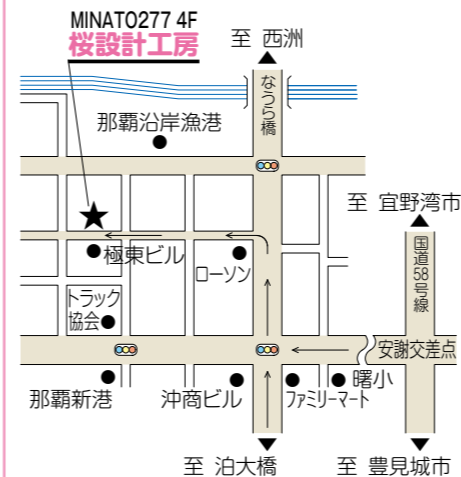 MINATO277 4F
桜設計工房
至 西洲
なうら橋
那覇沿岸漁港
至 宜野湾市
国道58号線
極東ビル
ローソン
トラック
協会
安謝交差点
那覇新港
沖商ビル
ファミリーマート
曙小
至 泊大橋
至 豊見城市